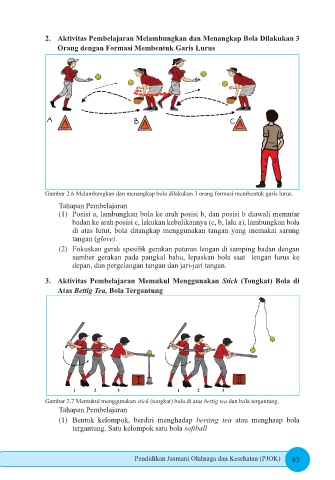 2. Aktivitas Pembelajaran Melambungkan dan Menangkap Bola Dilakukan 3
Orang dengan Formasi Membentuk Garis Lurus
A B C
Gambar 2.6 Melambungkan dan menangkap bola dilakukan 3 orang formasi membentuk garis lurus.
Tahapan Pembelajaran
(1) Posisi a, lambungkan bola ke arah posisi b, dan posisi b diawali memutar
badan ke arah posisi c, lakukan kebalikannya (c, b, lalu a), lambungkan bola
di atas lutut, bola ditangkap menggunakan tangan yang memakai sarung
tangan (glove).
(2) Fokuskan gerak spesifik gerakan putaran lengan di samping badan dengan
sumber gerakan pada pangkal bahu, lepaskan bola saat lengan lurus ke
depan, dan pergelangan tangan dan jari-jari tangan.
3. Aktivitas Pembelajaran Memukul Menggunakan Stick (Tongkat) Bola di
Atas Bettig Tea, Bola Tergantung
I II
1 2 3 1 2 3
Gambar 2.7 Memukul menggunakan stick (tongkat) bola di atas bettig tea dan bola tergantung.
Tahapan Pembelajaran
(1) Bentuk kelompok, berdiri menghadap beeting tea atau menghaap bola
tergantung. Satu kelompok satu bola softball
Pendidikan Jasmani Olahraga dan Kesehatan (PJOK) 83